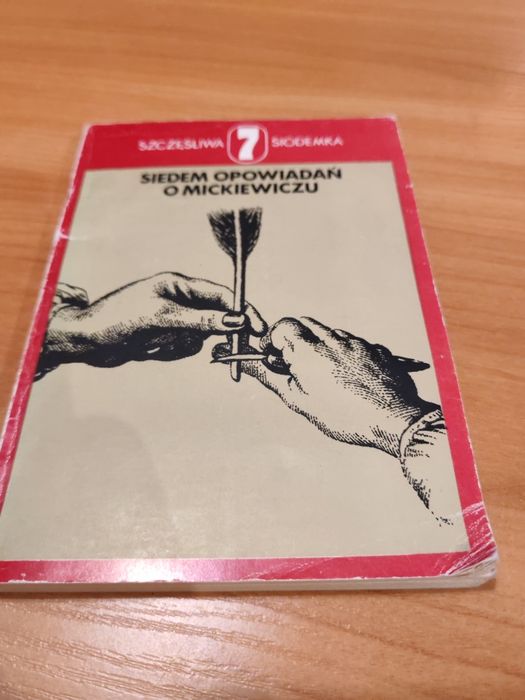 SZCZĘŚLIWA 7 SIÓDEMKA
SIEDEM OPOWIADAŃ
O MICKIEWICZU